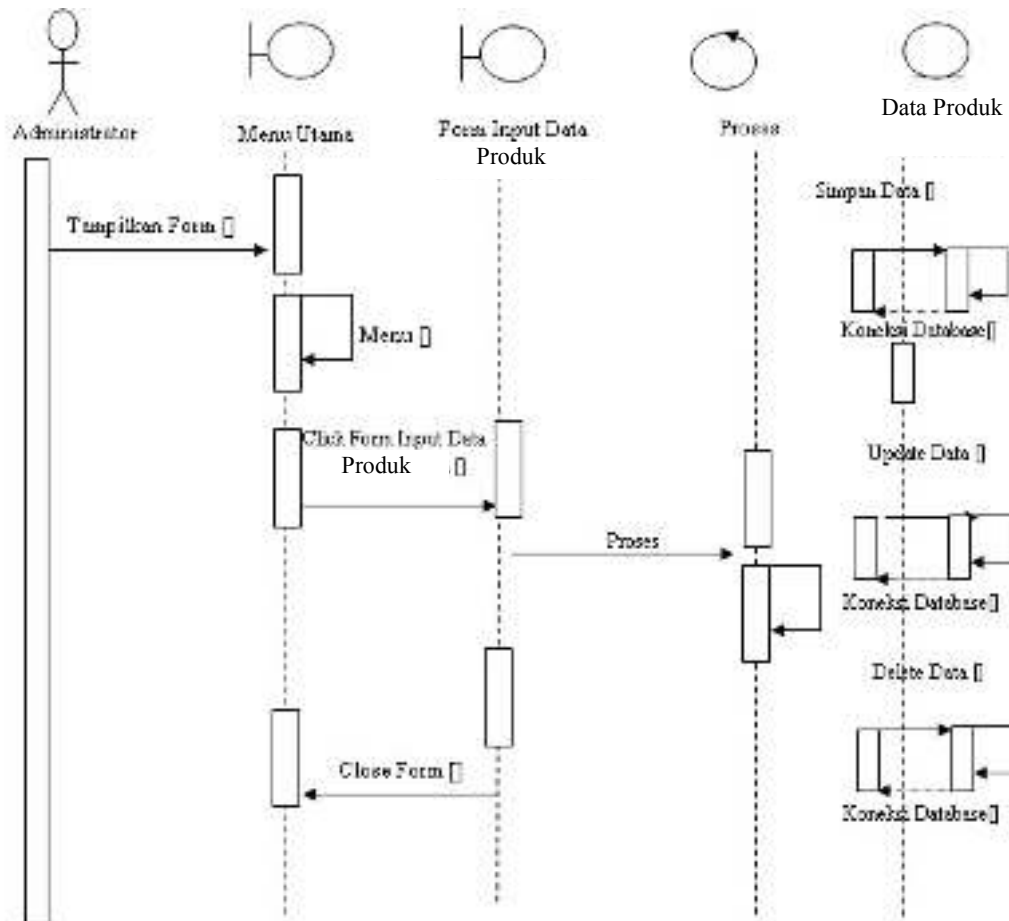 Administrator
Menu Utama
Form Input Data
Produk
Proses
Data Produk
Simpan Data []
Tampilkan Form []
Koneksi Database[]
Menu []
Click Form Input Data
Produk []
Update Data []
Proses
Koneksi Database[]
Delete Data []
Close Form []
Koneksi Database[]